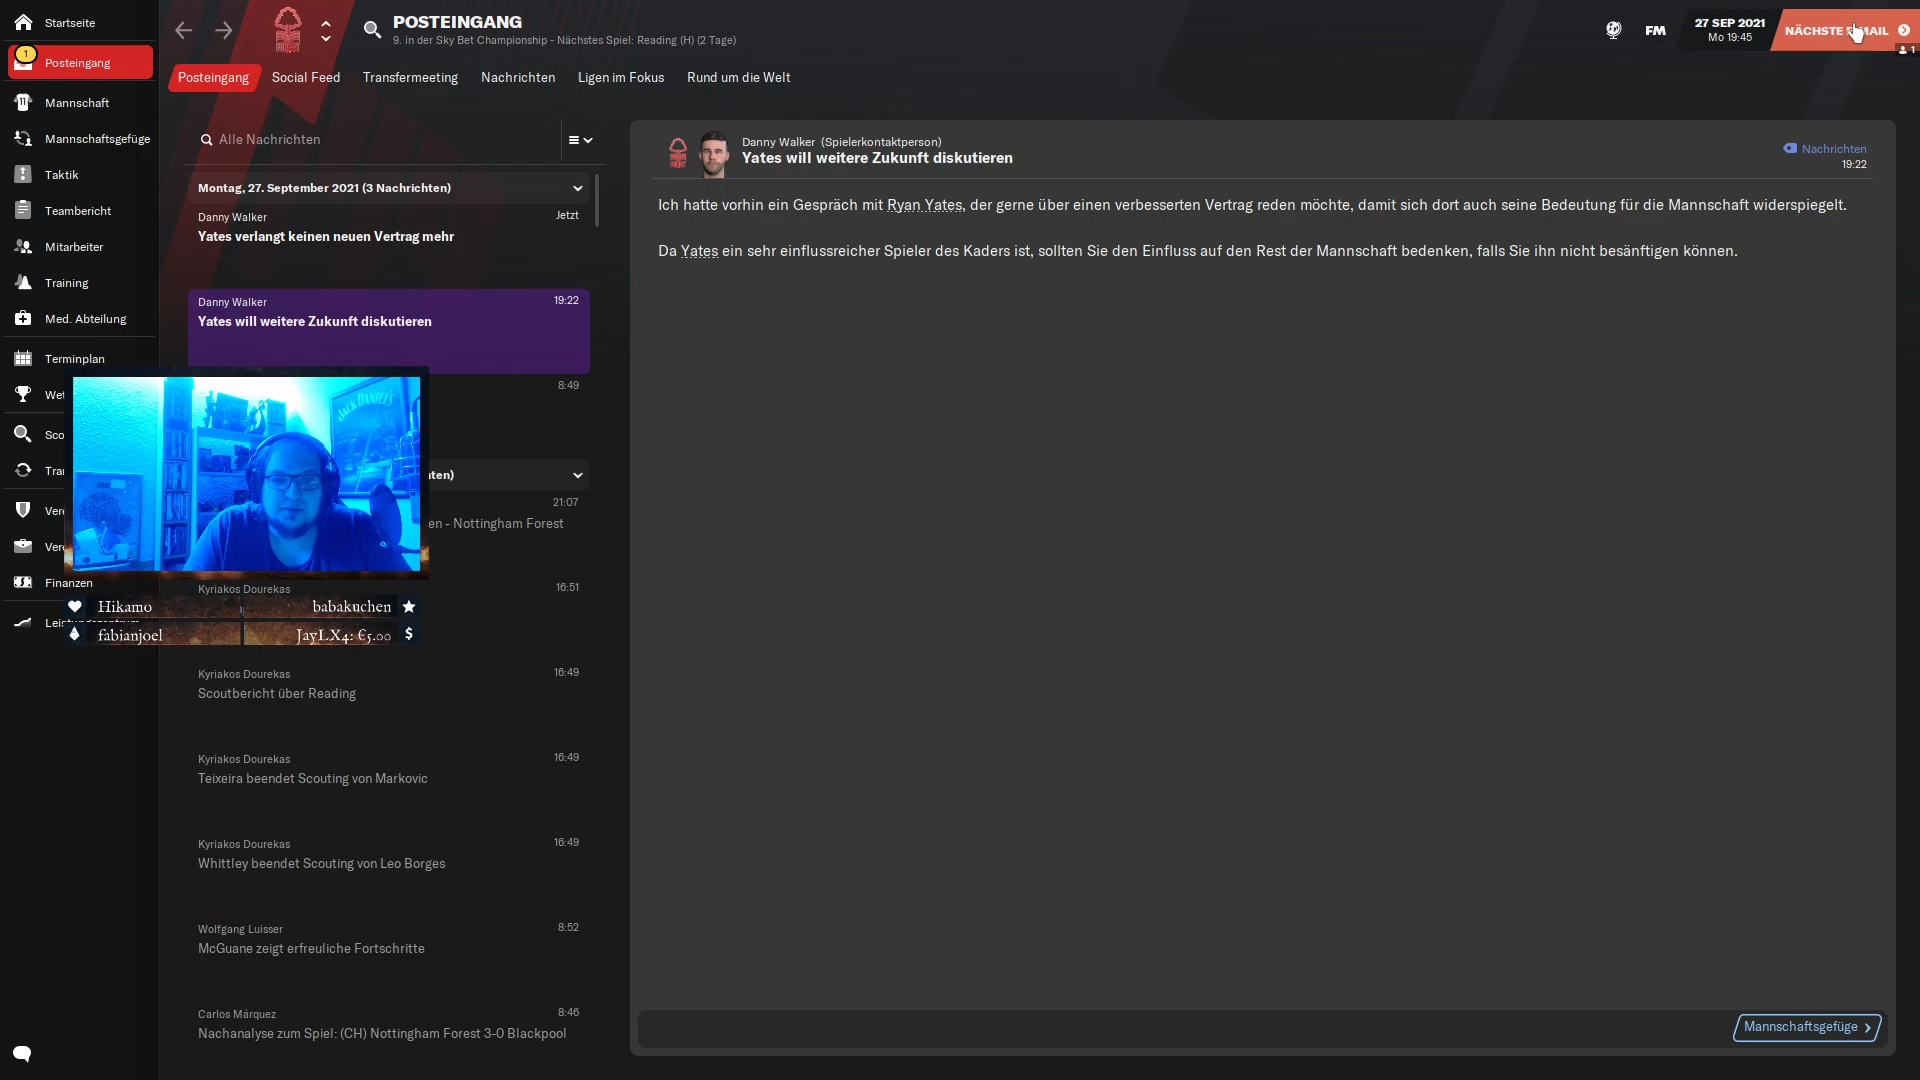 Startseite
1
Posteingang
Mannschaft
Mannschaftsgefüge
Taktik
Teambericht
Mitarbeiter
Training
Med. Abteilung
Terminplan
Finanzen
FOREST
POSTEINGANG
9. in der Sky Bet Championship - Nächstes Spiel: Reading (H) (2 Tage)
FM
27 SEP 2021
Mo 19:45
1
Posteingang
Social Feed
Transfermeeting
Nachrichten
Ligen im Fokus
Rund um die Welt
Alle Nachrichten
Montag, 27. September 2021 (3 Nachrichten)
Danny Walker
Jetzt
Yates verlangt keinen neuen Vertrag mehr
Danny Walker
19:22
Yates will weitere Zukunft diskutieren
8:49
21:07
en - Nottingham Forest
Kyriakos Dourekas
16:51
Kyriakos Dourekas
16:49
Scoutbericht über Reading
Kyriakos Dourekas
16:49
Teixeira beendet Scouting von Markovic
Kyriakos Dourekas
16:49
Whittley beendet Scouting von Leo Borges
Wolfgang Luisser
8:52
McGuane zeigt erfreuliche Fortschritte
Carlos Márquez
8:46
Nachanalyse zum Spiel: (CH) Nottingham Forest 3-0 Blackpool
JACK DANIEL'S
Hikamo
babakuchen
fabianjoel
JayLX4: €5.00
Danny Walker (Spielerkontaktperson)
Yates will weitere Zukunft diskutieren
Nachrichten
19:22
Ich hatte vorhin ein Gespräch mit Ryan Yates, der gerne über einen verbesserten Vertrag reden möchte, damit sich dort auch seine Bedeutung für die Mannschaft widerspiegelt.
Da Yates ein sehr einflussreicher Spieler des Kaders ist, sollten Sie den Einfluss auf den Rest der Mannschaft bedenken, falls Sie ihn nicht besänftigen können.
Mannschaftsgefüge